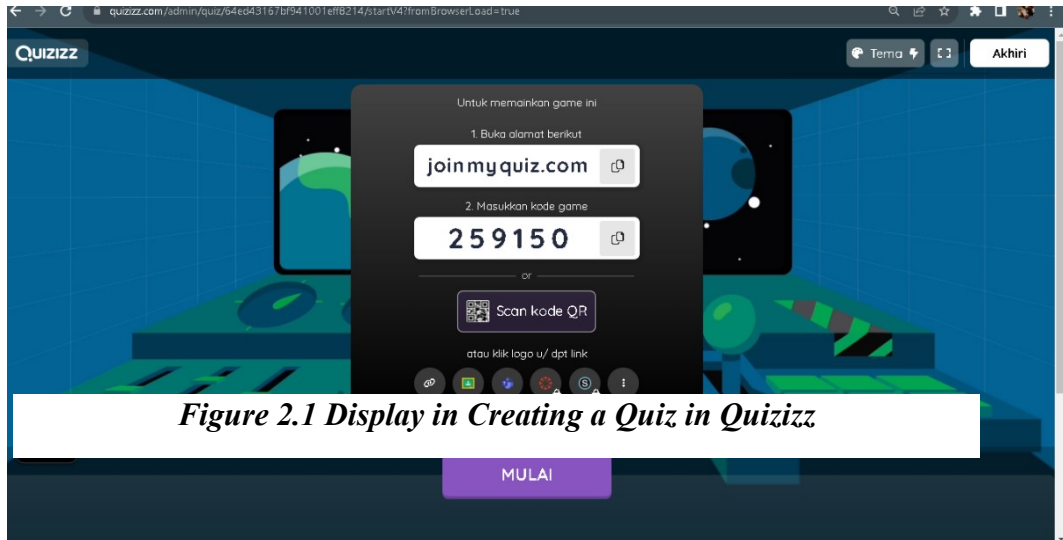 quizizz.com/admin/quiz/64ed43167bf941001eff8214/startV4?fromBrowserLoad=true
QUIZIZZ
Tema
Akhiri
Untuk memainkan game ini
1. Buka alamat berikut
joinmyquiz.com
2. Masukkan kode game
259150
or
Scan kode QR
atau klik logo u/ dpt link
Figure 2.1 Display in Creating a Quiz in Quizizz
MULAI